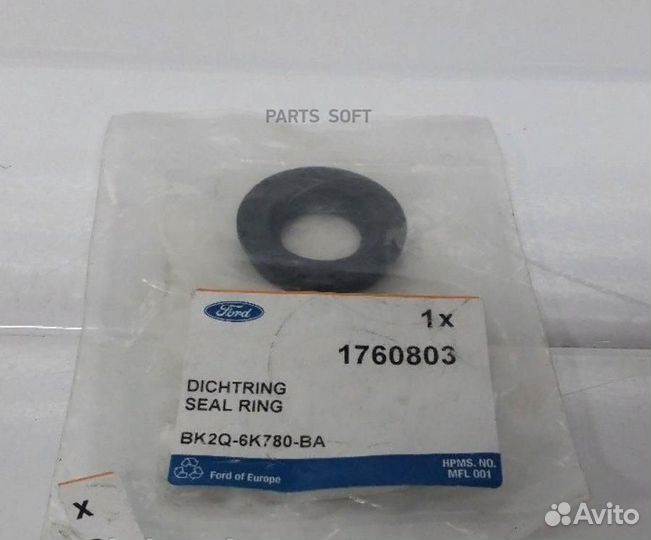 PARTS SOFT
Ford
1x
1760803
DICHTRING
SEAL RING
BK2Q-6K780-BA
Ford of Europe
HPMS. NO.
MFL 001
x
Avito